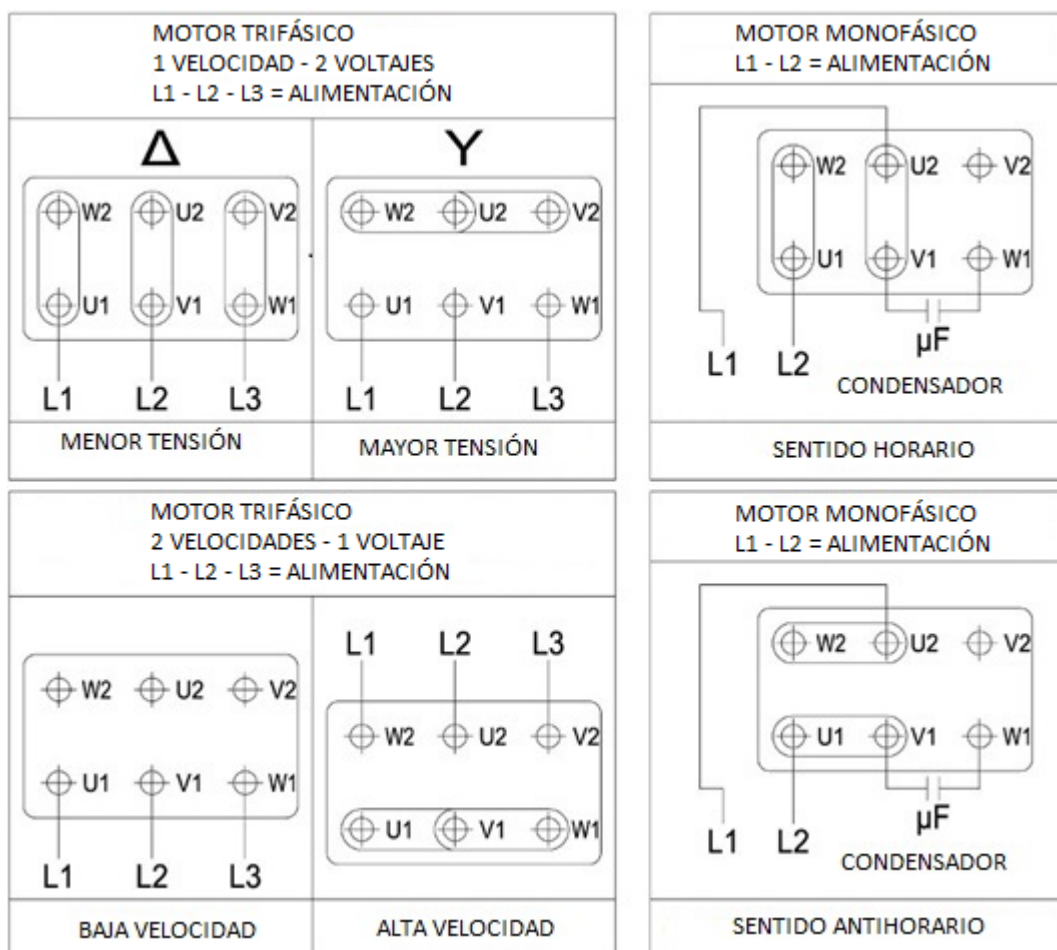 MOTOR TRIFÁSICO
1 VELOCIDAD - 2 VOLTAJES
L1 - L2 - L3 = ALIMENTACIÓN
Δ
W2 U2 V2
U1 V1 W1
L1 L2 L3
MENOR TENSIÓN
Y
W2 U2 V2
U1 V1 W1
L1 L2 L3
MAYOR TENSIÓN
MOTOR MONOFÁSICO
L1 - L2 = ALIMENTACIÓN
W2 U2 V2
U1 V1 W1
µF
L1 L2
CONDENSADOR
SENTIDO HORARIO
MOTOR TRIFÁSICO
2 VELOCIDADES - 1 VOLTAJE
L1 - L2 - L3 = ALIMENTACIÓN
W2 U2 V2
U1 V1 W1
L1 L2 L3
BAJA VELOCIDAD
L1 L2 L3
W2 U2 V2
U1 V1 W1
ALTA VELOCIDAD
MOTOR MONOFÁSICO
L1 - L2 = ALIMENTACIÓN
W2 U2 V2
U1 V1 W1
µF
L1 L2
CONDENSADOR
SENTIDO ANTIHORARIO